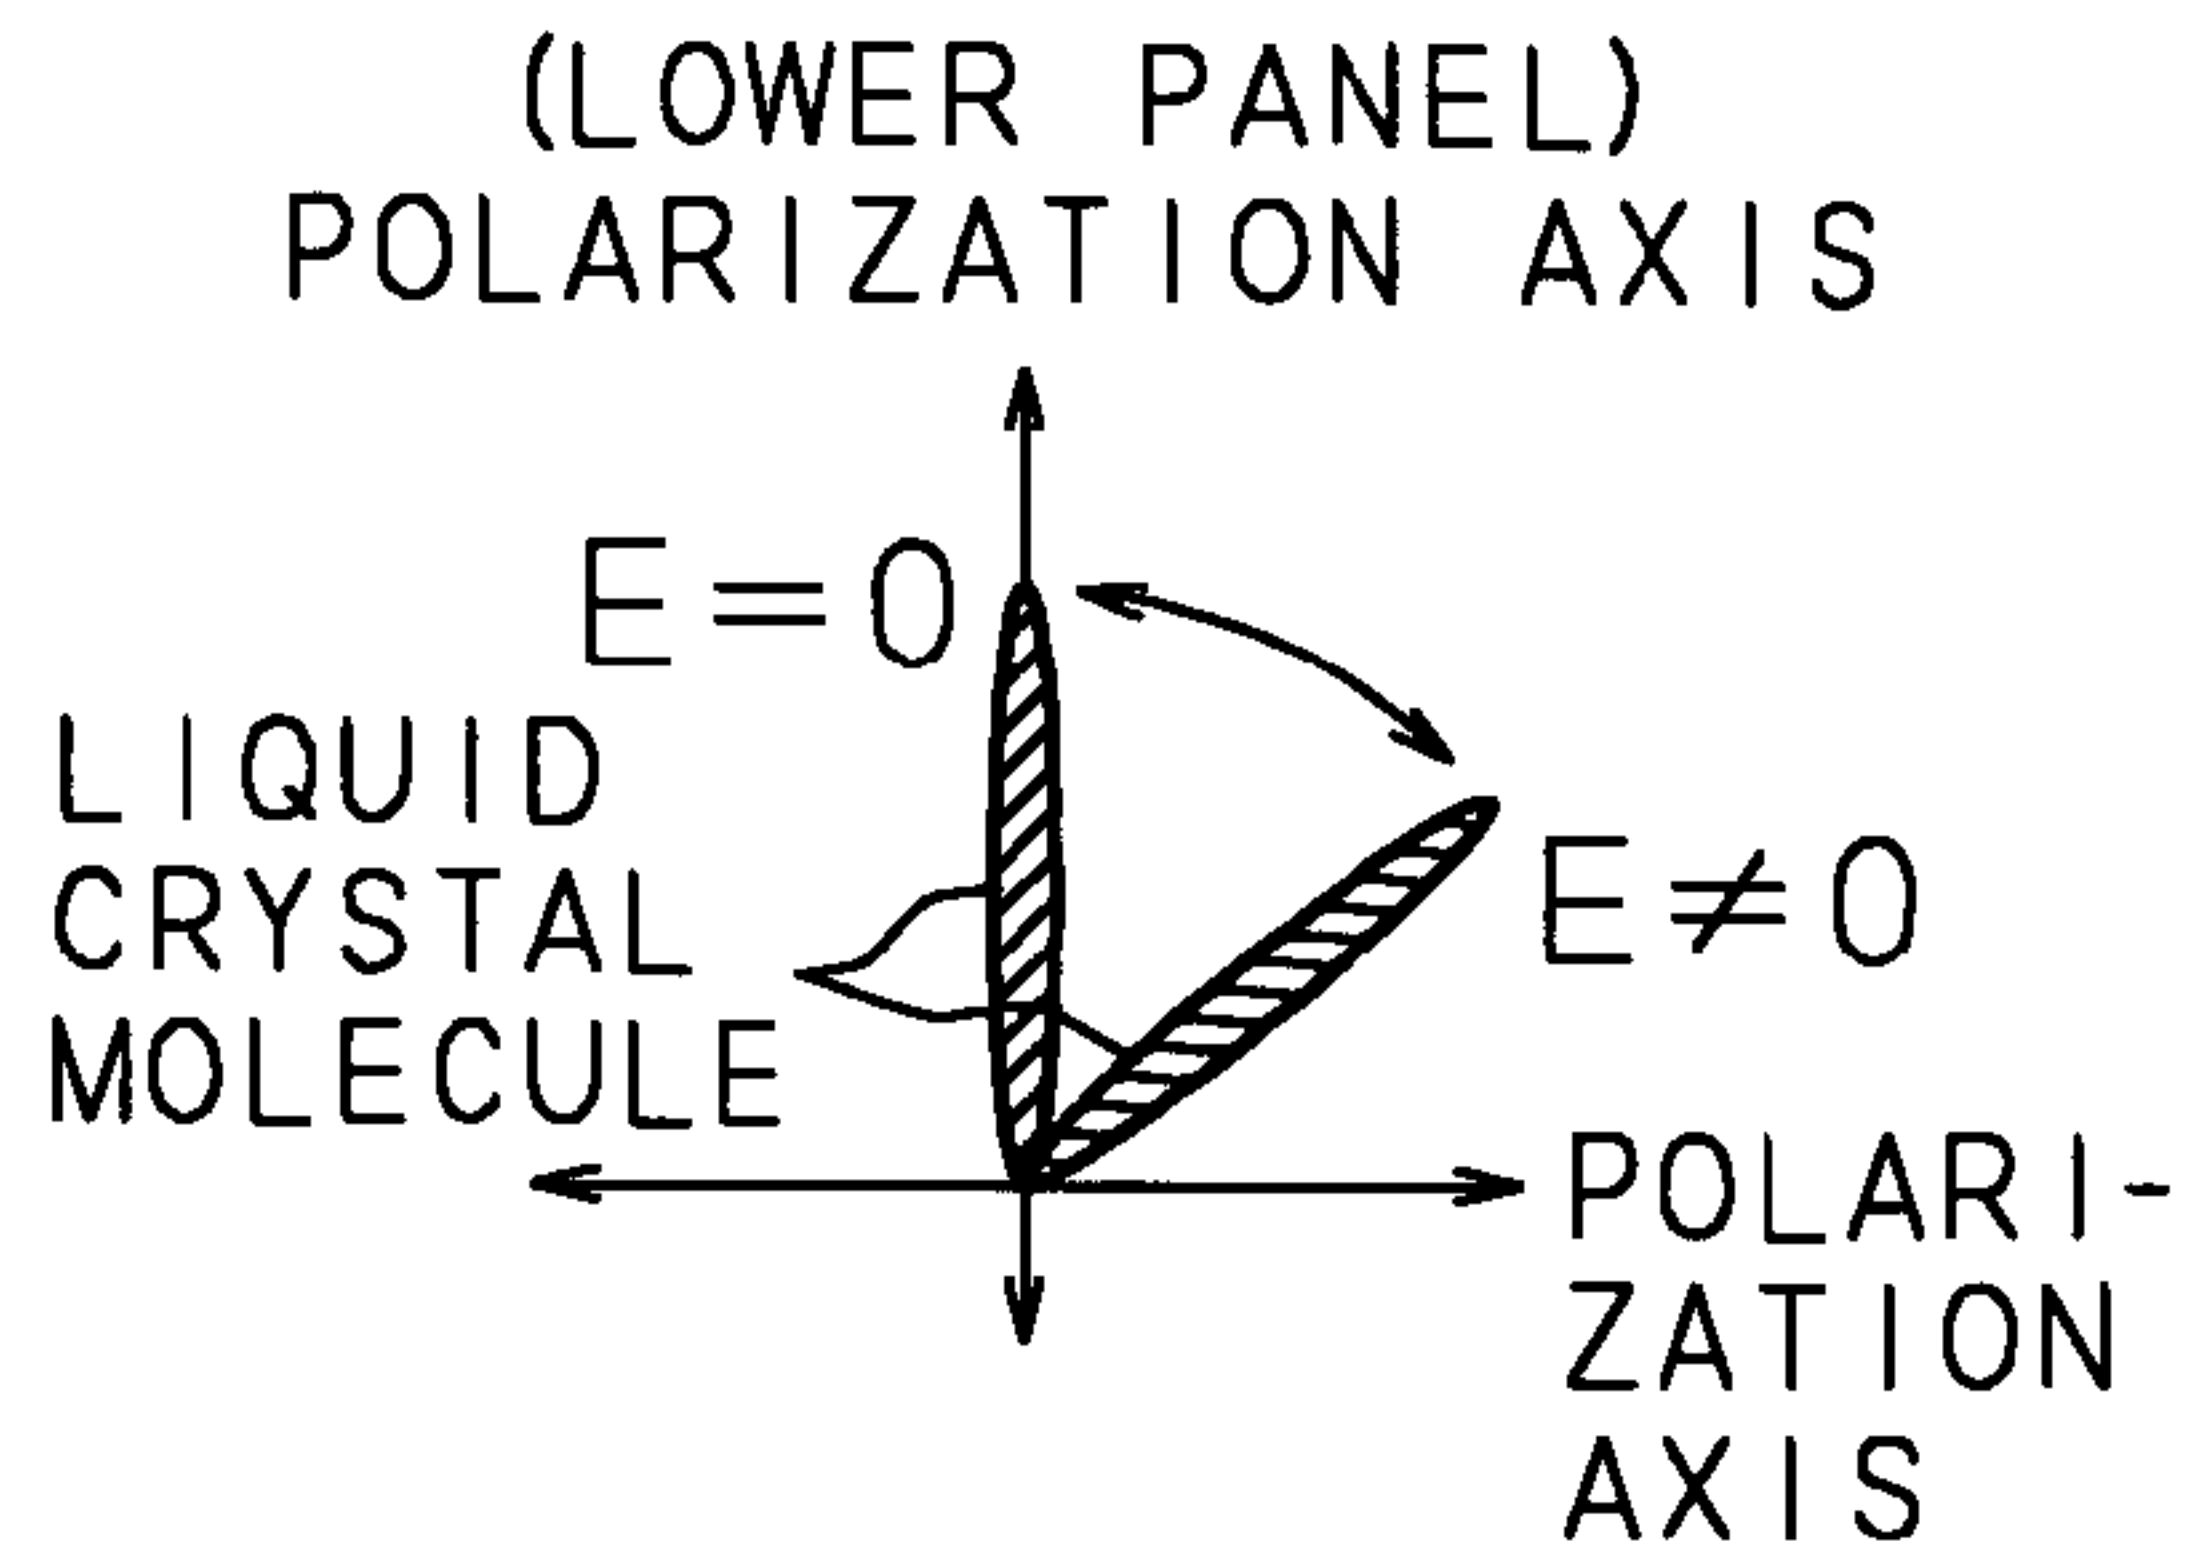 (LOWER PANEL)
POLARIZATION AXIS
E=0
LIQUID
CRYSTAL
MOLECULE
E≠0
POLARI-
ZATION
AXIS